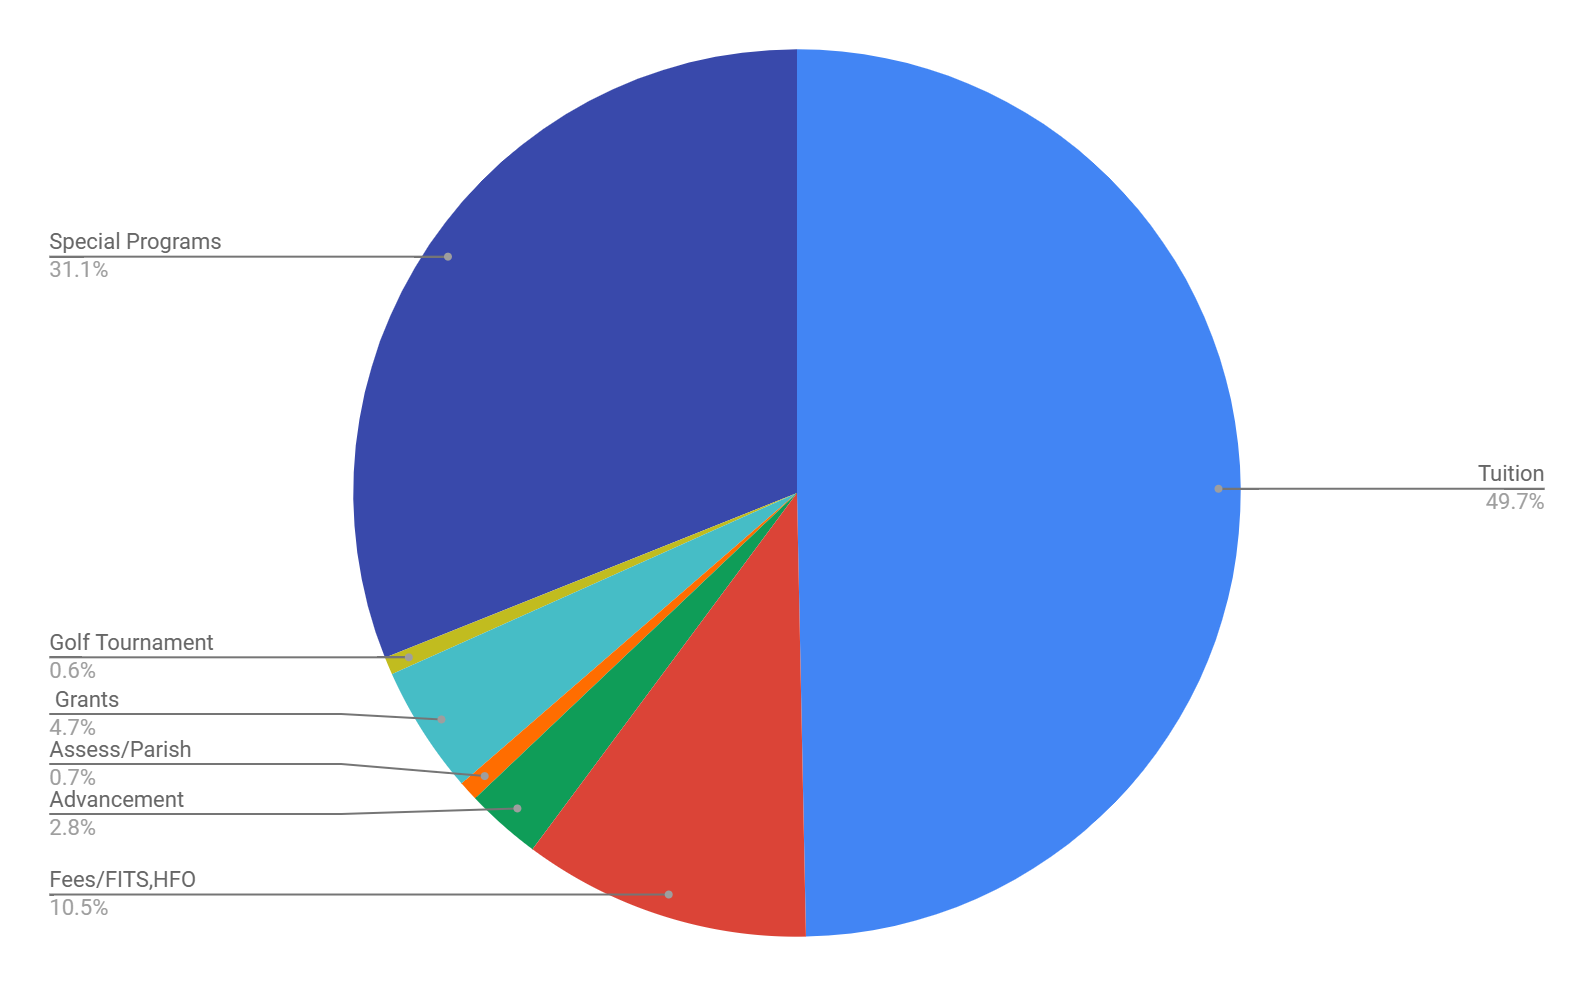 Special Programs
31.1%
Tuition
49.7%
Golf Tournament
0.6%
Grants
4.7%
Assess/Parish
0.7%
Advancement
2.8%
Fees/FITS,HFO
10.5%